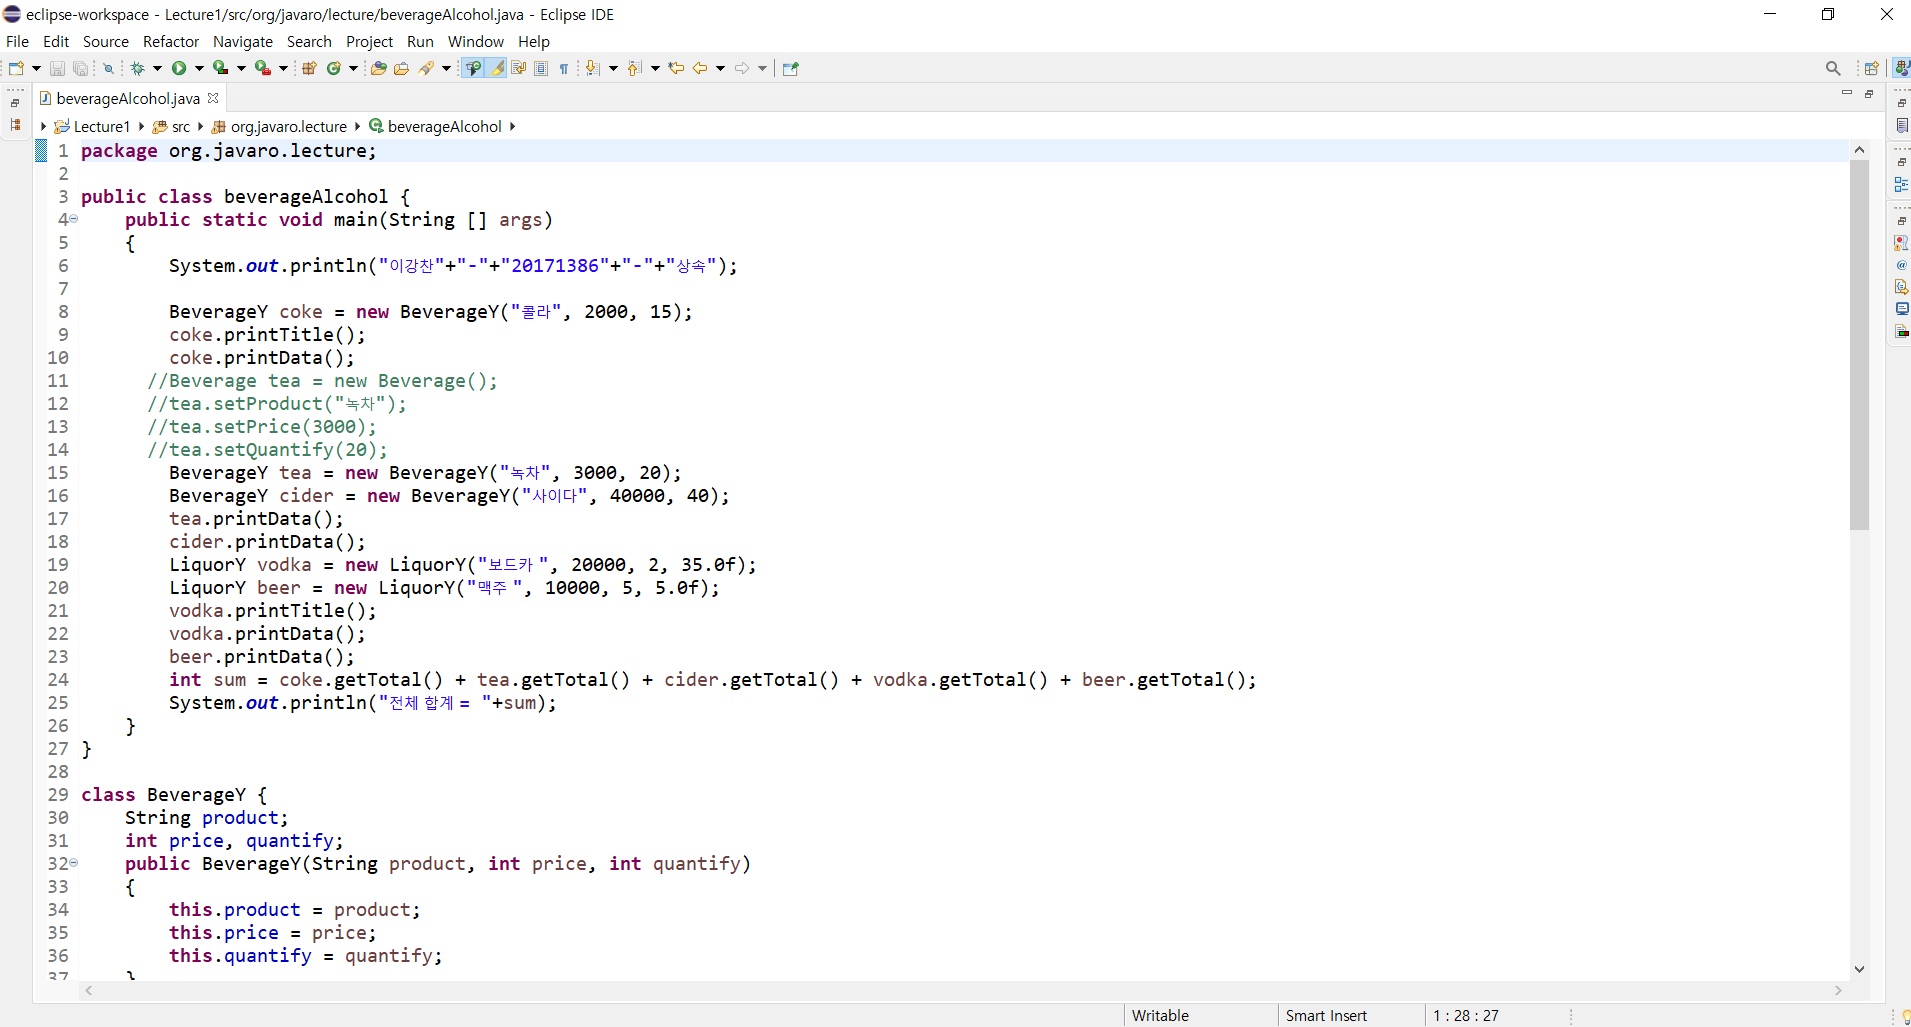 eclipse-workspace - Lecture1/src/org/javaro/lecture/beverageAlcohol.java - Eclipse IDE
File Edit Source Refactor Navigate Search Project Run Window Help
beverageAlcohol.java
Lecture1 src org.javaro.lecture beverageAlcohol
1 package org.javaro.lecture;
2
3 public class beverageAlcohol {
4 public static void main(String [] args)
5 {
6 System.out.println("이강찬"+"-"+"20171386"+"-"+"상속");
7
8 BeverageY coke = new BeverageY("콜라", 2000, 15);
9 coke.printTitle();
10 coke.printData();
11 //Beverage tea = new Beverage();
12 //tea.setProduct("녹차");
13 //tea.setPrice(3000);
14 //tea.setQuantify(20);
15 BeverageY tea = new BeverageY("녹차", 3000, 20);
16 BeverageY cider = new BeverageY("사이다", 40000, 40);
17 tea.printData();
18 cider.printData();
19 LiquorY vodka = new LiquorY("보드카 ", 20000, 2, 35.0f);
20 LiquorY beer = new LiquorY("맥주 ", 10000, 5, 5.0f);
21 vodka.printTitle();
22 vodka.printData();
23 beer.printData();
24 int sum = coke.getTotal() + tea.getTotal() + cider.getTotal() + vodka.getTotal() + beer.getTotal();
25 System.out.println("전체 합계 = "+sum);
26 }
27 }
28
29 class BeverageY {
30 String product;
31 int price, quantify;
32 public BeverageY(String product, int price, int quantify)
33 {
34 this.product = product;
35 this.price = price;
36 this.quantify = quantify;
37 }
Writable Smart Insert 1 : 28 : 27